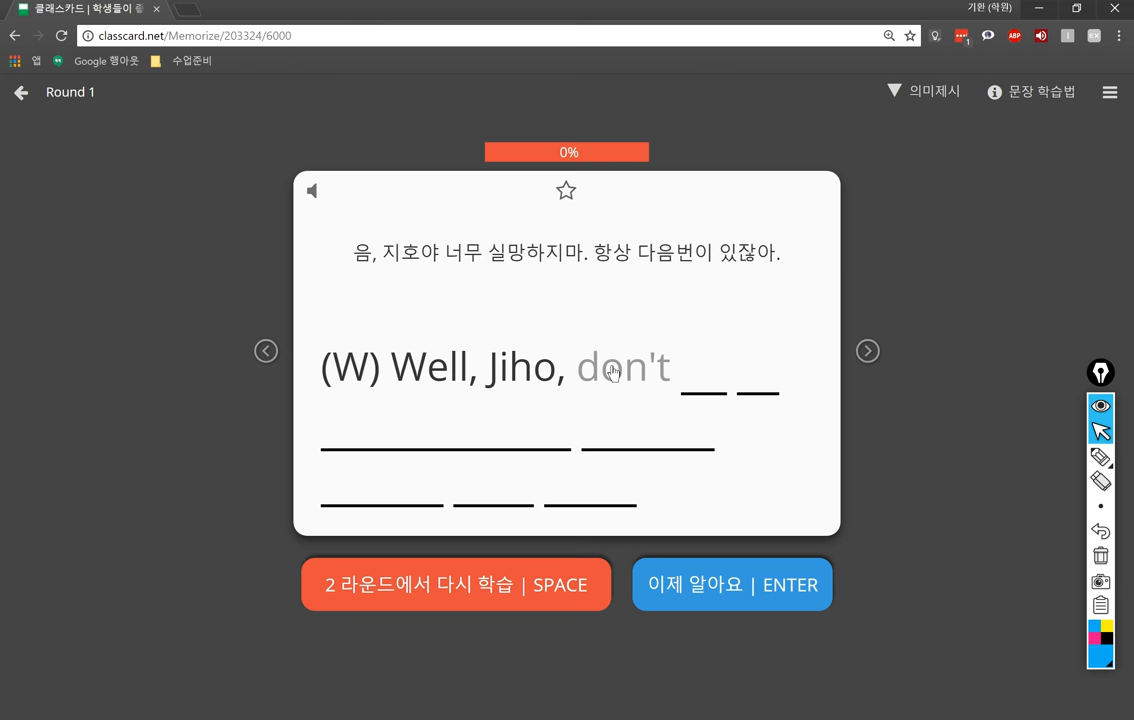 클래스카드 | 학생들이 즐
기환 (학원)
classcard.net/Memorize/203324/6000
1
ABP
앱
Google 행아웃
수업준비
Round 1
의미제시
문장 학습법
0%
음, 지호야 너무 실망하지마. 항상 다음번이 있잖아.
(W) Well, Jiho, don't
2 라운드에서 다시 학습 | SPACE
이제 알아요 | ENTER